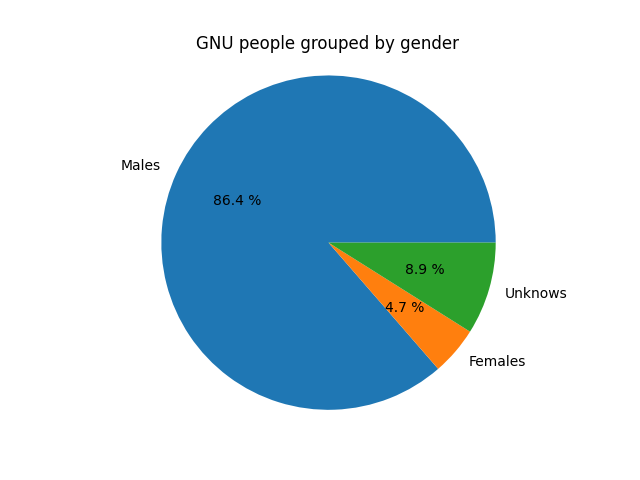 GNU people grouped by gender
Males
86.4 %
8.9 %
Unknows
4.7 %
Females